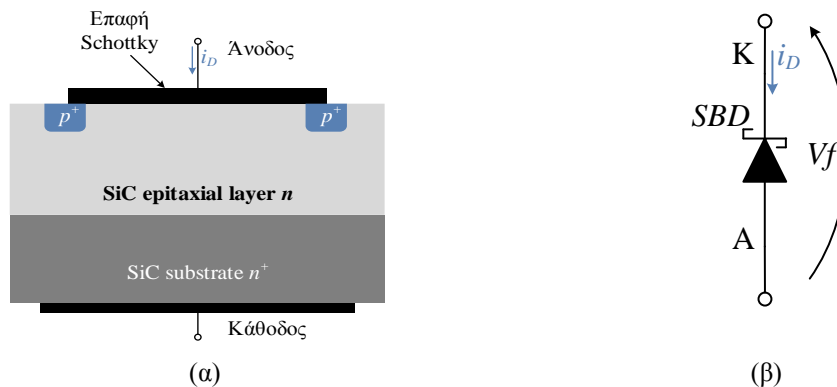 Επαφή
Schottky
i_D
Άνοδος
p⁺
p⁺
SiC epitaxial layer n
SiC substrate n⁺
Κάθοδος
(α)
K
i_D
SBD
Vf
A
(β)